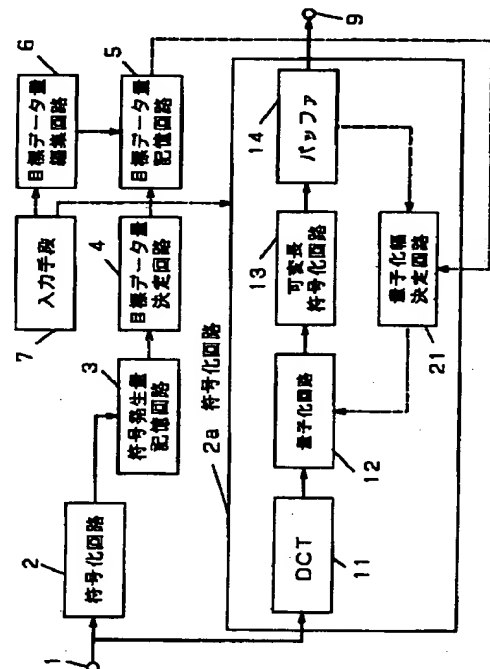 1
2
符号化回路
3
符号発生量
記憶回路
4
目標データ量
決定回路
5
目標データ量
記憶回路
6
目標データ量
編集回路
7
入力手段
2a 符号化回路
DCT
11
量子化回路
12
13
可変長
符号化回路
14
バッファ
量子化幅
決定回路
21
9